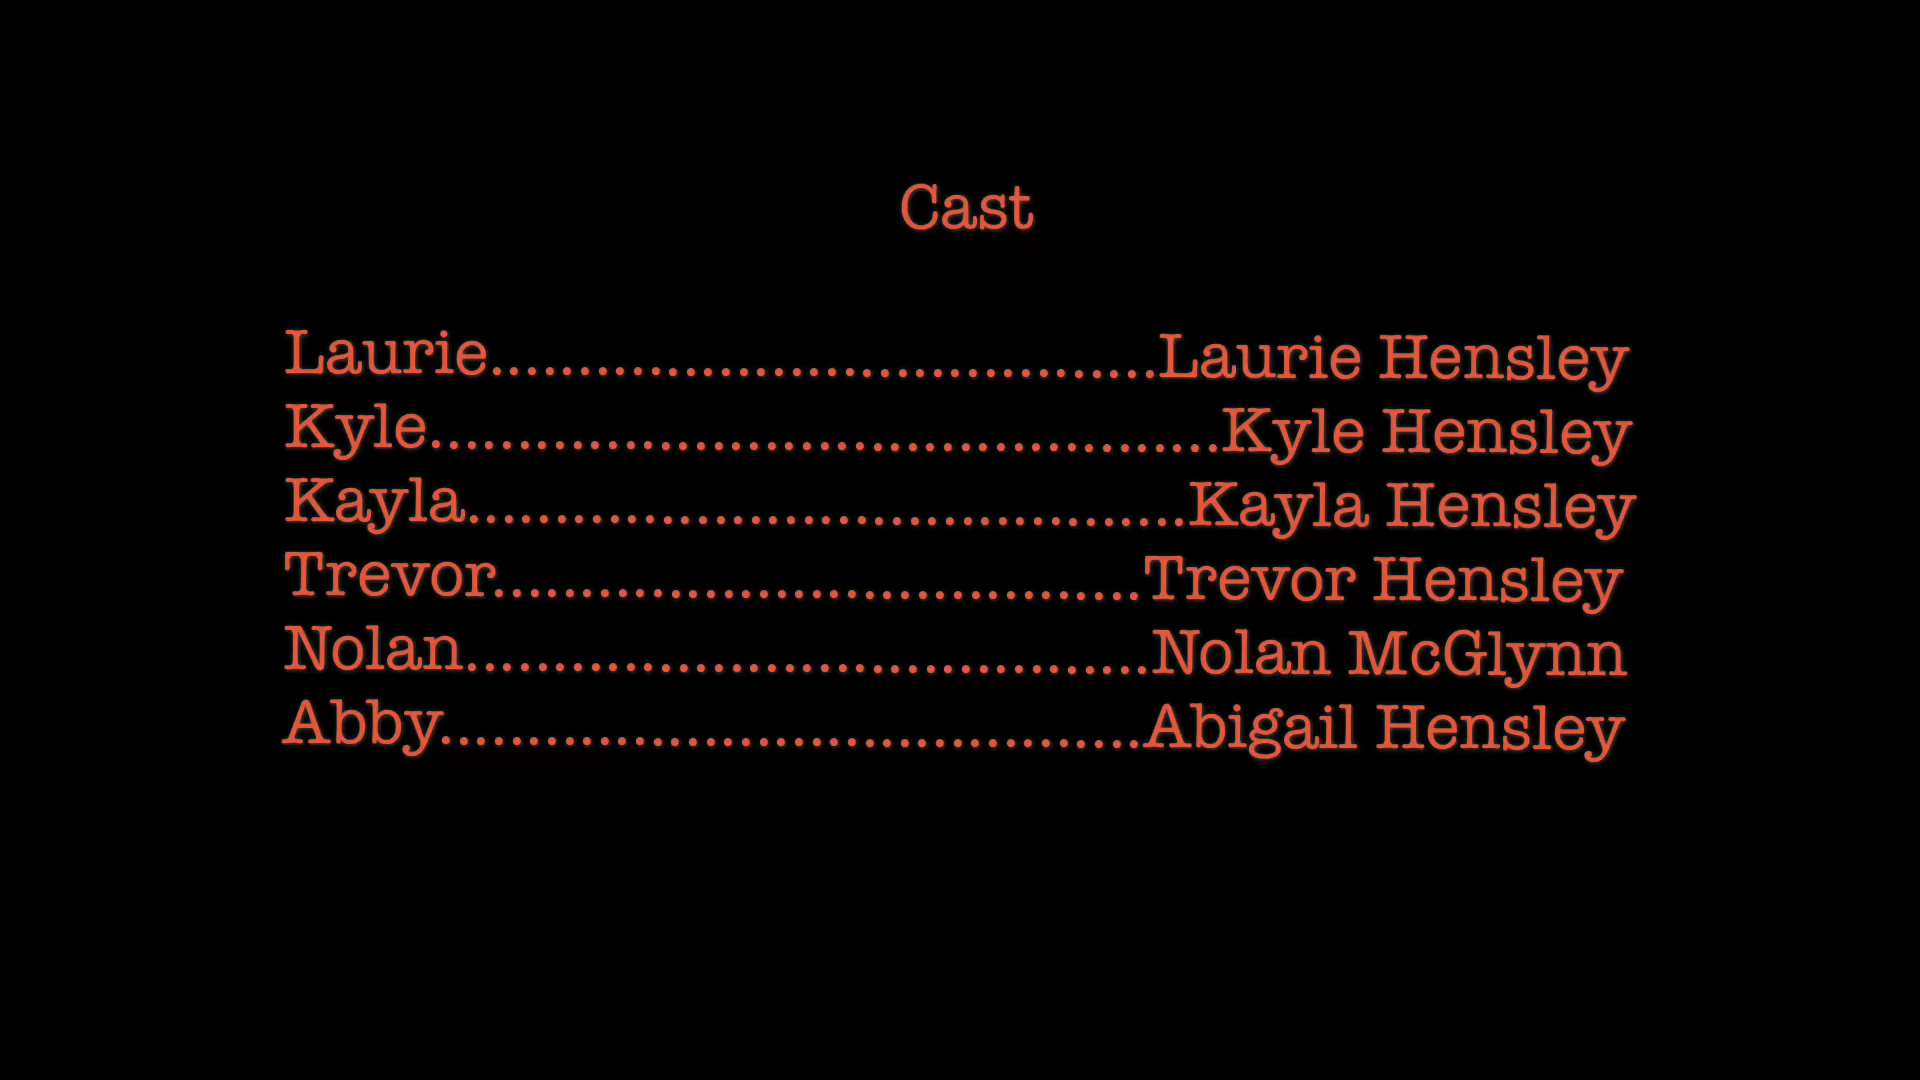 Cast
Laurie......................................Laurie Hensley
Kyle.............................................Kyle Hensley
Kayla.........................................Kayla Hensley
Trevor.....................................Trevor Hensley
Nolan.......................................Nolan McGlynn
Abby........................................Abigail Hensley